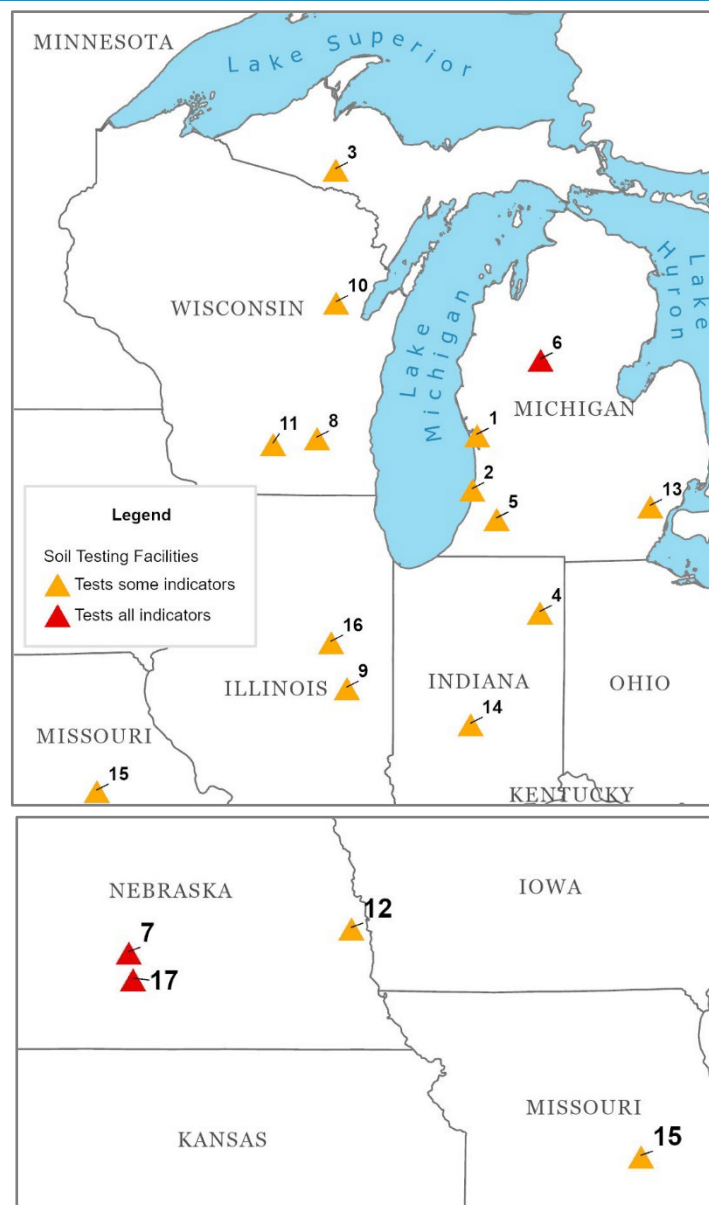 MINNESOTA
Lake Superior
3
10
WISCONSIN
Lake Michigan
Lake Huron
6
MICHIGAN
11
8
1
2
5
13
Legend
Soil Testing Facilities
Tests some indicators
Tests all indicators
4
16
9
ILLINOIS
INDIANA
OHIO
14
MISSOURI
15
KENTUCKY
NEBRASKA
IOWA
12
7
17
MISSOURI
KANSAS
15